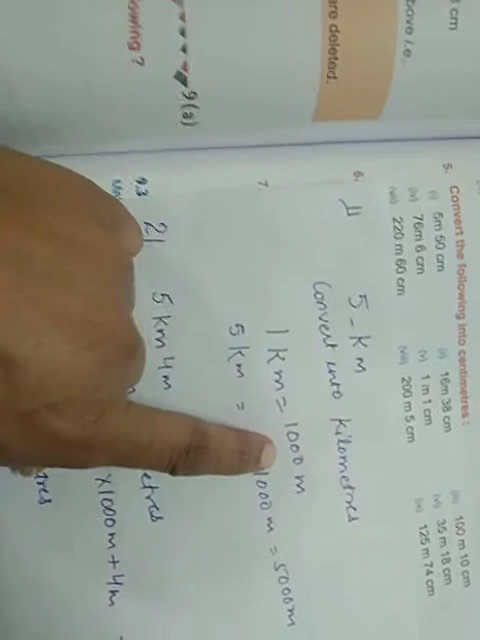 3 cm
bove i.e.
are deleted.
owing?
9(a)
5. Convert the following into centimetres :
(i) 5m 50 cm (ii) 16m 38 cm (iii) 100 m 10 cm
(iv) 76m 6 cm (v) 1 m 1 cm (vi) 35 m 18 cm
(vii) 220 m 60 cm (viii) 200 m 5 cm (ix) 125 m 74 cm
6.
5-KM
Convert into kilometres
7.
1 KM = 1000 M
5 KM = 1000 m = 5000 m
9.3
2)
5 KM 4 m
etres
x 1000 m + 4 m
tres